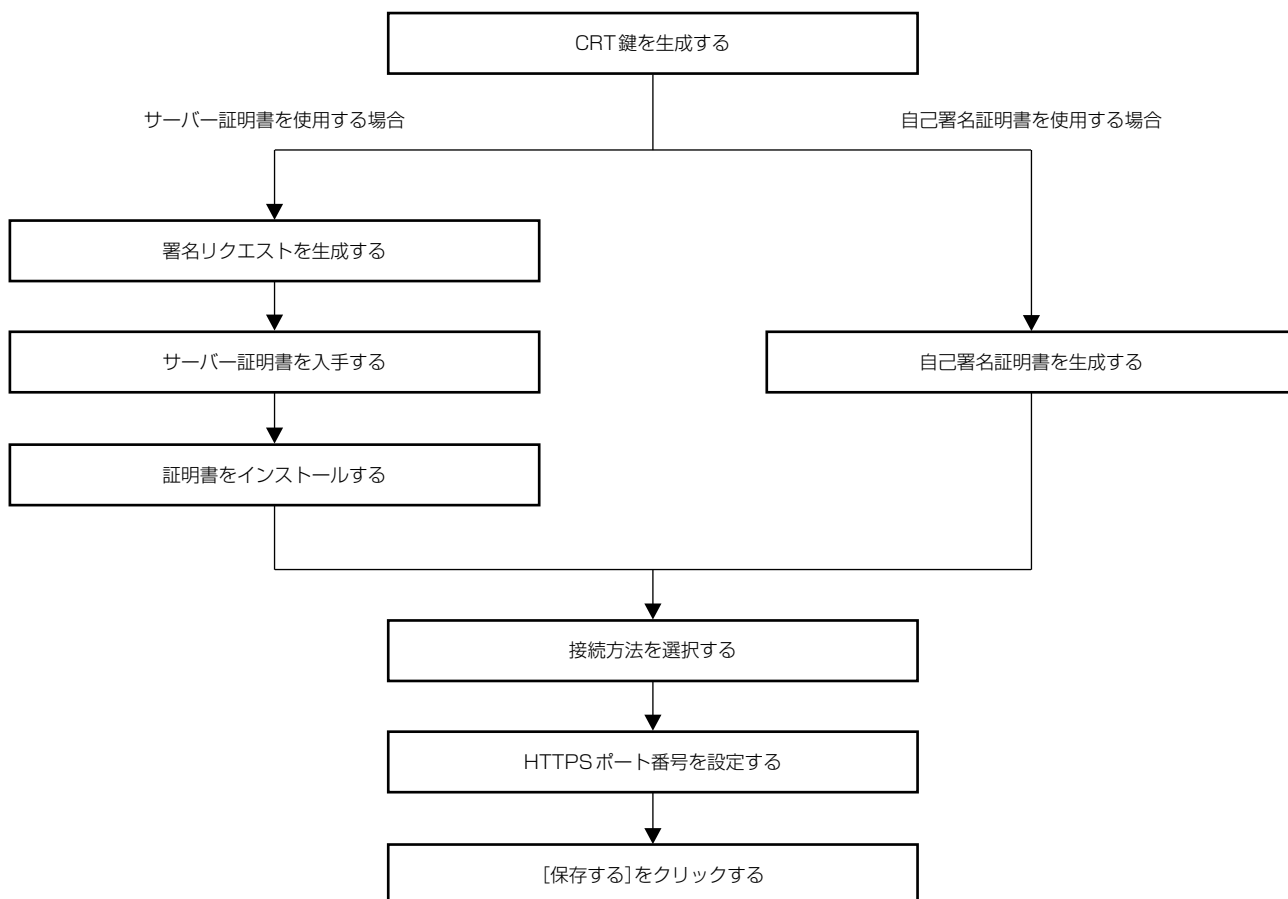 CRT鍵を生成する
サーバー証明書を使用する場合
自己署名証明書を使用する場合
署名リクエストを生成する
サーバー証明書を入手する
自己署名証明書を生成する
証明書をインストールする
接続方法を選択する
HTTPSポート番号を設定する
[保存する]をクリックする